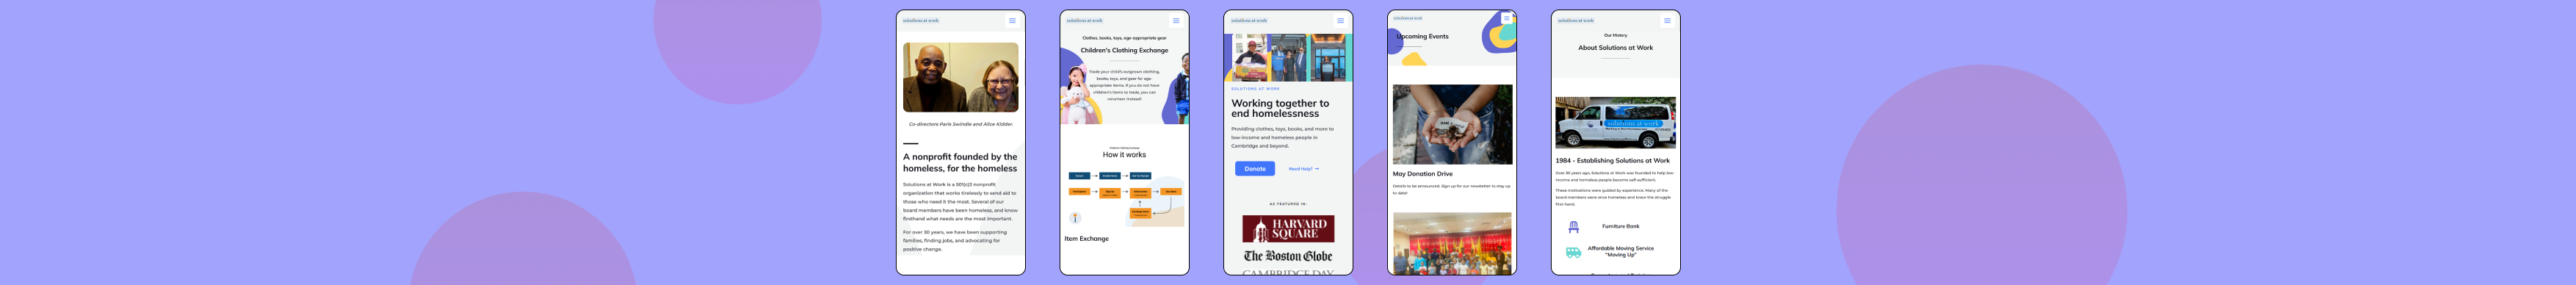 solutions at work
Co-directors Paris Swindle and Alice Kidder.
A nonprofit founded by the
homeless, for the homeless
Solutions at Work is a 501(c)3 nonprofit
organization that works tirelessly to send aid to
those who need it the most. Several of our
board members have been homeless, and know
firsthand what needs are the most important.
For over 30 years, we have been supporting
families, finding jobs, and advocating for
positive change.
solutions at work
Clothes, books, toys, age-appropriate gear
Children's Clothing Exchange
Trade your child's outgrown clothing,
books, toys, and gear for age-
appropriate items. If you do not have
children's items to trade, you can
volunteer instead!
Children's Clothing Exchange
How it works
Item Exchange
solutions at work
SOLUTIONS AT WORK
Working together to
end homelessness
Providing clothes, toys, books, and more to
low-income and homeless people in
Cambridge and beyond.
Donate
Need Help? →
AS FEATURED IN:
HARVARD
SQUARE
The Boston Globe
CAMBRIDGE DAY
solutions at work
Upcoming Events
May Donation Drive
Details to be announced. Sign up for our newsletter to stay up
to date!
solutions at work
Our History
About Solutions at Work
solutions at work
1984 - Establishing Solutions at Work
Over 30 years ago, Solutions at Work was founded to help low-
income and homeless people become self-sufficient.
These motivations were guided by experience. Many of the
board members were once homeless and knew the struggle
first-hand.
Furniture Bank
Affordable Moving Service
"Moving Up"